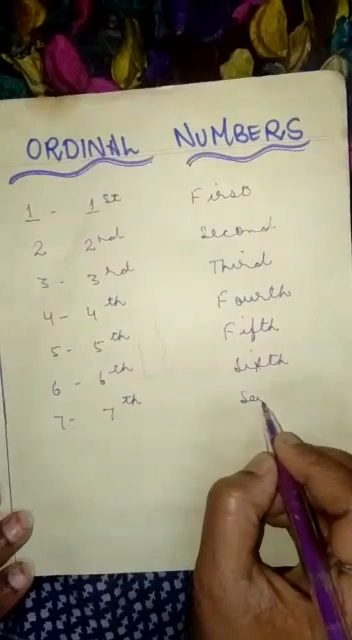 ORDINAL NUMBERS
1 - 1st First
2 2nd Second
3 - 3rd Third
4 - 4th Fourth
5 - 5th Fifth
6 - 6th Sixth
7 - 7th Se